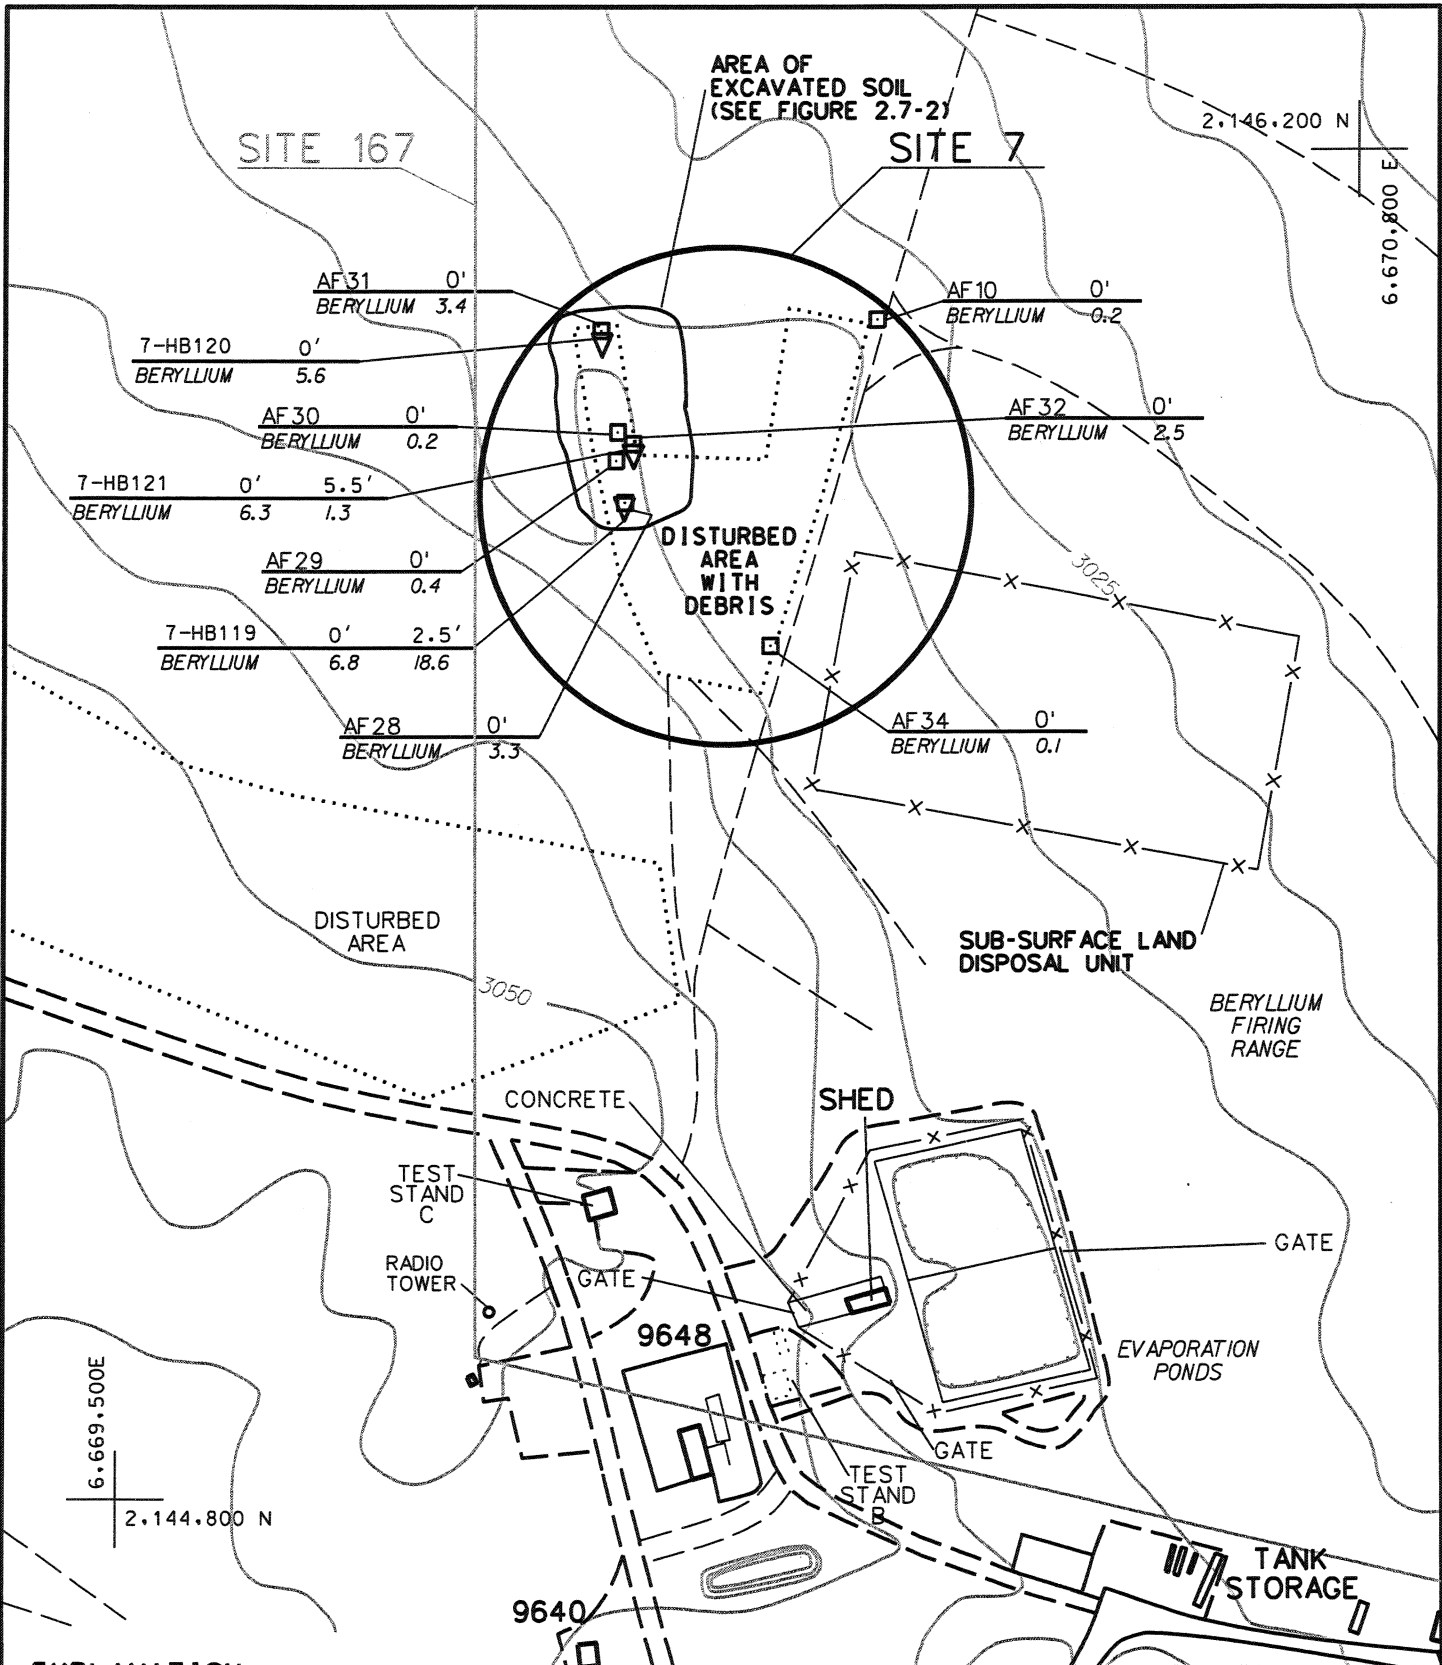 AREA OF
EXCAVATED SOIL
(SEE FIGURE 2.7-2)
2,146,200 N
SITE 167
SITE 7
6,670,800 E
AF31 0'
BERYLLIUM 3.4
AF10 0'
BERYLLIUM 0.2
7-HB120 0'
BERYLLIUM 5.6
AF30 0'
BERYLLIUM 0.2
AF32 0'
BERYLLIUM 2.5
7-HB121 0' 5.5'
BERYLLIUM 6.3 1.3
AF29 0'
BERYLLIUM 0.4
DISTURBED
AREA
WITH
DEBRIS
3025
7-HB119 0' 2.5'
BERYLLIUM 6.8 18.6
AF28 0'
BERYLLIUM 3.3
AF34 0'
BERYLLIUM 0.1
DISTURBED
AREA
SUB-SURFACE LAND
DISPOSAL UNIT
3050
BERYLLIUM
FIRING
RANGE
CONCRETE
SHED
TEST
STAND
C
GATE
RADIO
TOWER
GATE
9648
EVAPORATION
PONDS
6,669,500E
2,144,800 N
GATE
TEST
STAND
B
TANK
STORAGE
9640